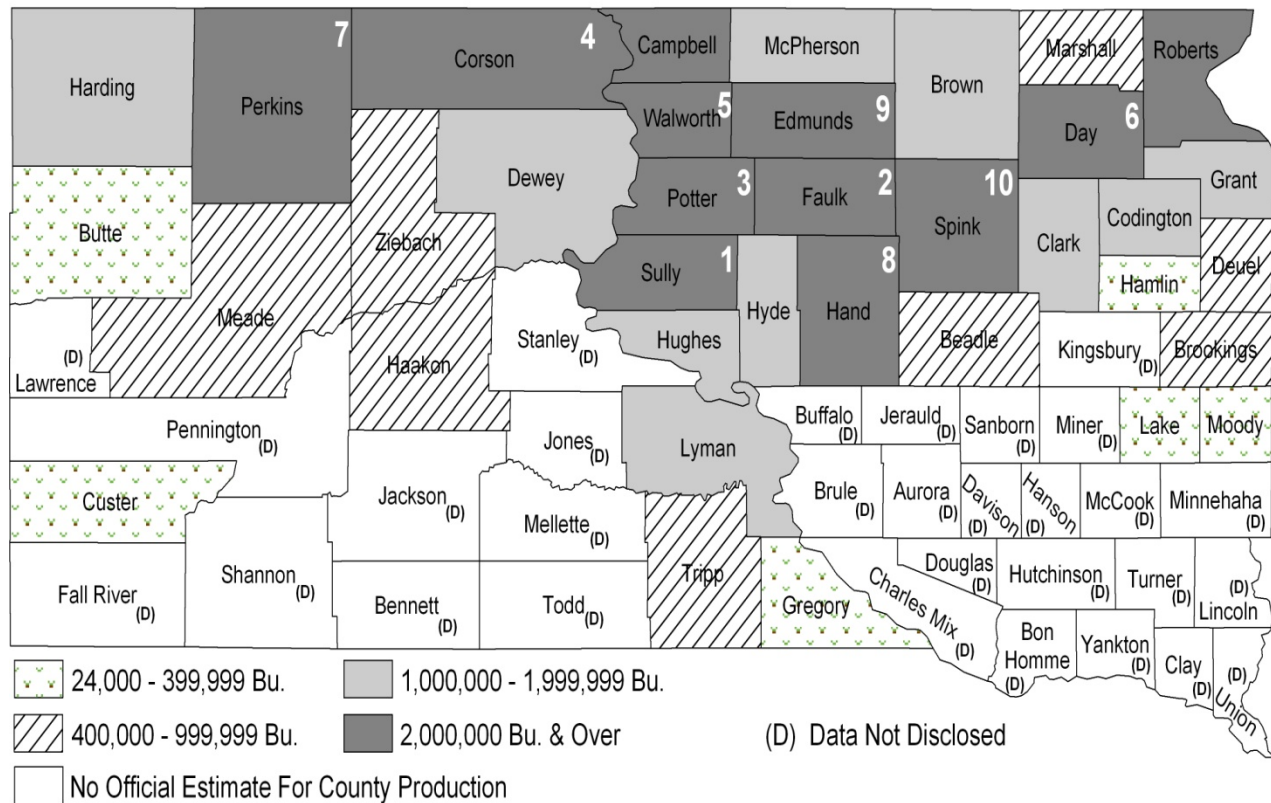 7
4
Campbell
McPherson
Marshall
Roberts
Harding
Perkins
Corson
Brown
Walworth
5
Edmunds
9
Day
6
Dewey
Potter
3
Faulk
2
Spink
10
Grant
Butte
Ziebach
Clark
Codington
Sully
1
Hyde
Hand
8
Hamlin
Deuel
Meade
Haakon
Stanley (D)
Hughes
Beadle
Kingsbury (D)
Brookings
(D)
Lawrence
Pennington (D)
Jones (D)
Lyman
Buffalo (D)
Jerauld (D)
Sanborn (D)
Miner (D)
Lake
Moody
Custer
Jackson (D)
Mellette (D)
Brule (D)
Aurora (D)
Davison (D)
Hanson (D)
McCook (D)
Minnehaha (D)
Fall River (D)
Shannon (D)
Bennett (D)
Todd (D)
Tripp
Gregory
Charles Mix (D)
Douglas (D)
Hutchinson (D)
Turner (D)
(D)
Lincoln
Bon
Homme
(D)
Yankton (D)
Clay (D)
(D)
Union
24,000 - 399,999 Bu.
1,000,000 - 1,999,999 Bu.
400,000 - 999,999 Bu.
2,000,000 Bu. & Over
(D) Data Not Disclosed
No Official Estimate For County Production